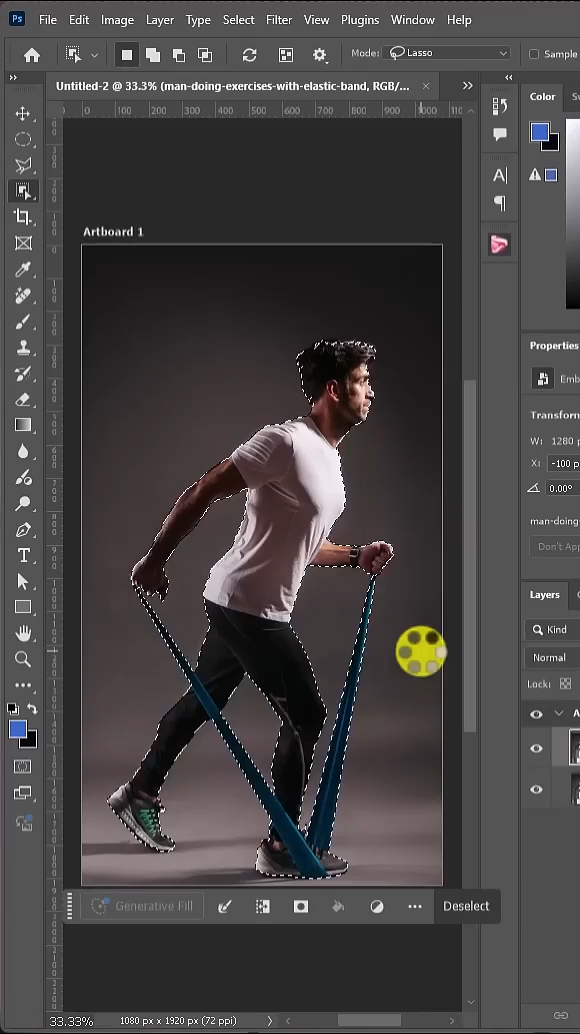 Ps File Edit Image Layer Type Select Filter View Plugins Window Help
Mode: Lasso Sample
Untitled-2 @ 33.3% (man-doing-exercises-with-elastic-band, RGB/... ×
0 100 200 300 400 500 600 700 800 900 1000 110
Color
Artboard 1
Properties
Emb
Transform
W: 1280 p
X: -100 p
0.00°
man-doing
Don't App
Layers
Kind
Normal
Lock:
A
Generative Fill Deselect
33.33% 1080 px x 1920 px (72 ppi)